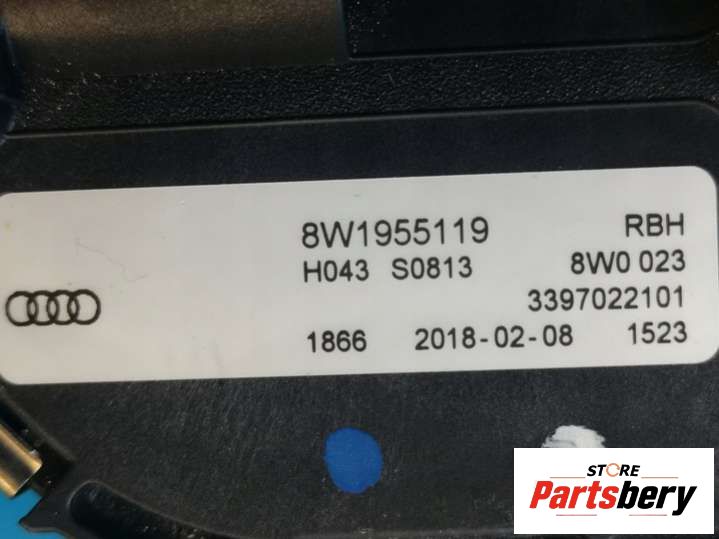 8W1955119 RBH
H043 S0813 8W0 023
3397022101
1866 2018-02-08 1523
STORE
Partsbery